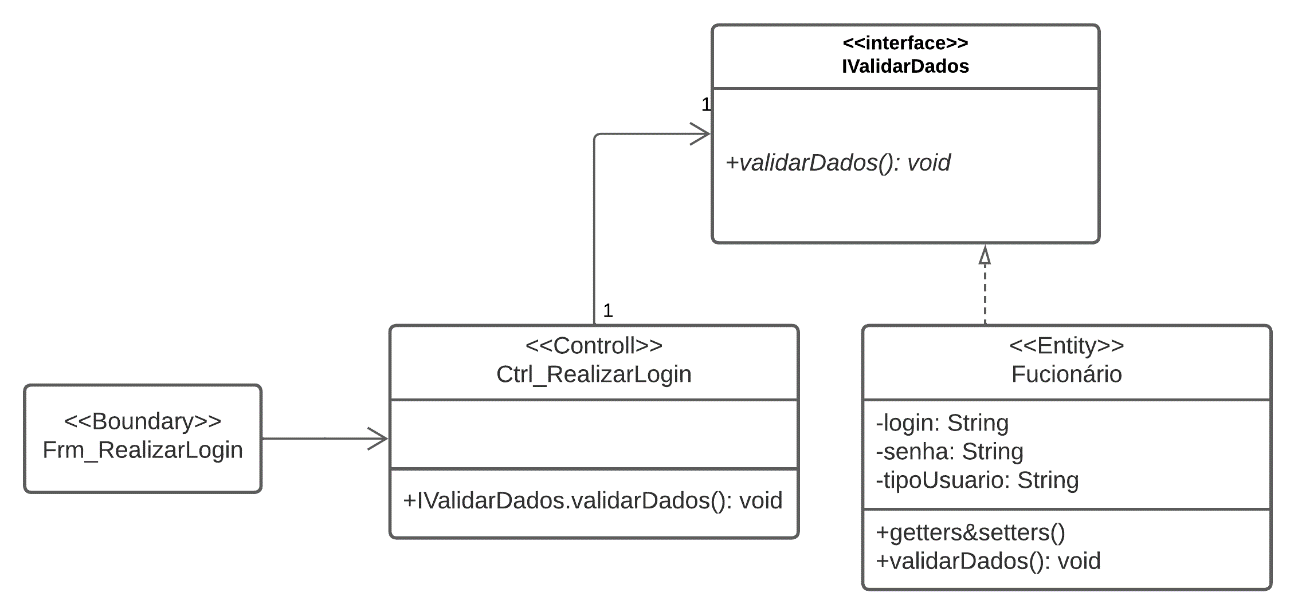 <<interface>>
IValidarDados
1
+validarDados(): void
1
<<Controll>>
Ctrl_RealizarLogin
+IValidarDados.validarDados(): void
<<Boundary>>
Frm_RealizarLogin
<<Entity>>
Fucionário
-login: String
-senha: String
-tipoUsuario: String
+getters&setters()
+validarDados(): void